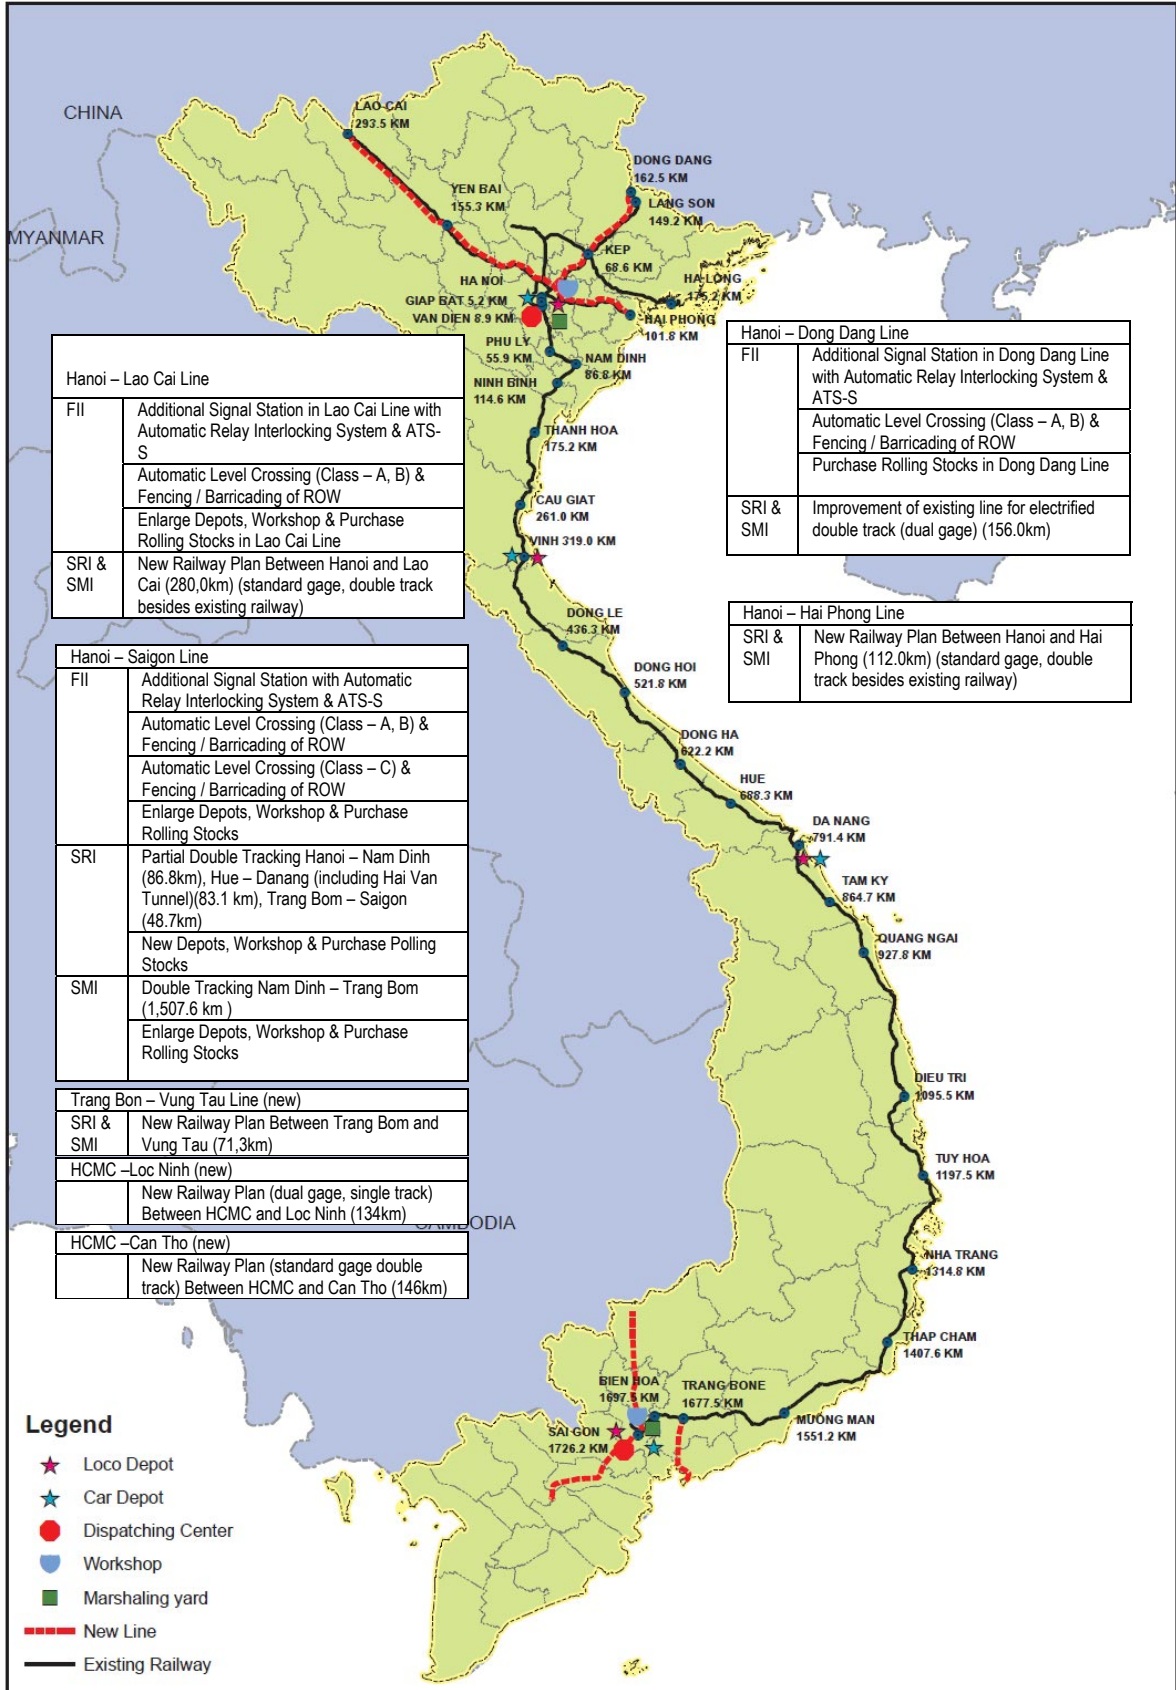 CHINA
MYANMAR
LAO CAI
293.5 KM
YEN BAI
155.3 KM
DONG DANG
162.5 KM
LANG SON
149.2 KM
KEP
68.6 KM
HA NOI
HA LONG
175.2 KM
GIAP BAT 5.2 KM
VAN DIEN 8.9 KM
HAI PHONG
101.8 KM
PHU LY
55.9 KM
NAM DINH
86.8 KM
NINH BINH
114.6 KM
THANH HOA
175.2 KM
CAU GIAT
261.0 KM
VINH 319.0 KM
DONG LE
436.3 KM
DONG HOI
521.8 KM
DONG HA
622.2 KM
HUE
688.3 KM
DA NANG
791.4 KM
TAM KY
864.7 KM
QUANG NGAI
927.8 KM
DIEU TRI
1095.5 KM
TUY HOA
1197.5 KM
NHA TRANG
1314.8 KM
THAP CHAM
1407.6 KM
MUONG MAN
1551.2 KM
TRANG BONE
1677.5 KM
BIEN HOA
1697.5 KM
SAI GON
1726.2 KM
CAMBODIA
Hanoi – Lao Cai Line
FII Additional Signal Station in Lao Cai Line with
Automatic Relay Interlocking System & ATS-
S
Automatic Level Crossing (Class – A, B) &
Fencing / Barricading of ROW
Enlarge Depots, Workshop & Purchase
Rolling Stocks in Lao Cai Line
SRI & New Railway Plan Between Hanoi and Lao
SMI Cai (280,0km) (standard gage, double track
besides existing railway)
Hanoi – Saigon Line
FII Additional Signal Station with Automatic
Relay Interlocking System & ATS-S
Automatic Level Crossing (Class – A, B) &
Fencing / Barricading of ROW
Automatic Level Crossing (Class – C) &
Fencing / Barricading of ROW
Enlarge Depots, Workshop & Purchase
Rolling Stocks
SRI Partial Double Tracking Hanoi – Nam Dinh
(86.8km), Hue – Danang (including Hai Van
Tunnel)(83.1 km), Trang Bom – Saigon
(48.7km)
New Depots, Workshop & Purchase Polling
Stocks
SMI Double Tracking Nam Dinh – Trang Bom
(1,507.6 km )
Enlarge Depots, Workshop & Purchase
Rolling Stocks
Trang Bon – Vung Tau Line (new)
SRI & New Railway Plan Between Trang Bom and
SMI Vung Tau (71,3km)
HCMC –Loc Ninh (new)
New Railway Plan (dual gage, single track)
Between HCMC and Loc Ninh (134km)
HCMC –Can Tho (new)
New Railway Plan (standard gage double
track) Between HCMC and Can Tho (146km)
Hanoi – Dong Dang Line
FII Additional Signal Station in Dong Dang Line
with Automatic Relay Interlocking System &
ATS-S
Automatic Level Crossing (Class – A, B) &
Fencing / Barricading of ROW
Purchase Rolling Stocks in Dong Dang Line
SRI & Improvement of existing line for electrified
SMI double track (dual gage) (156.0km)
Hanoi – Hai Phong Line
SRI & New Railway Plan Between Hanoi and Hai
SMI Phong (112.0km) (standard gage, double
track besides existing railway)
Legend
Loco Depot
Car Depot
Dispatching Center
Workshop
Marshaling yard
New Line
Existing Railway